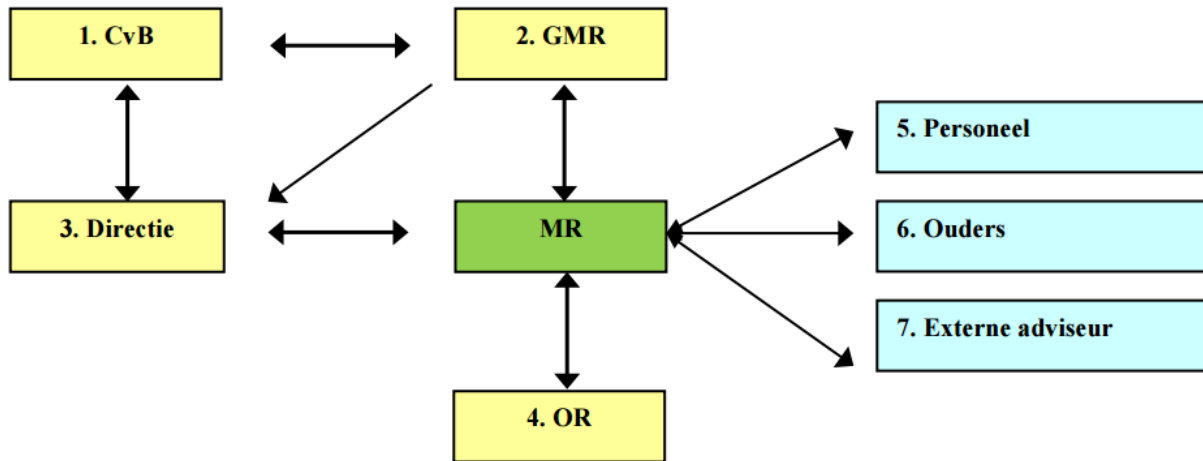 1. CvB
2. GMR
5. Personeel
3. Directie
MR
6. Ouders
7. Externe adviseur
4. OR